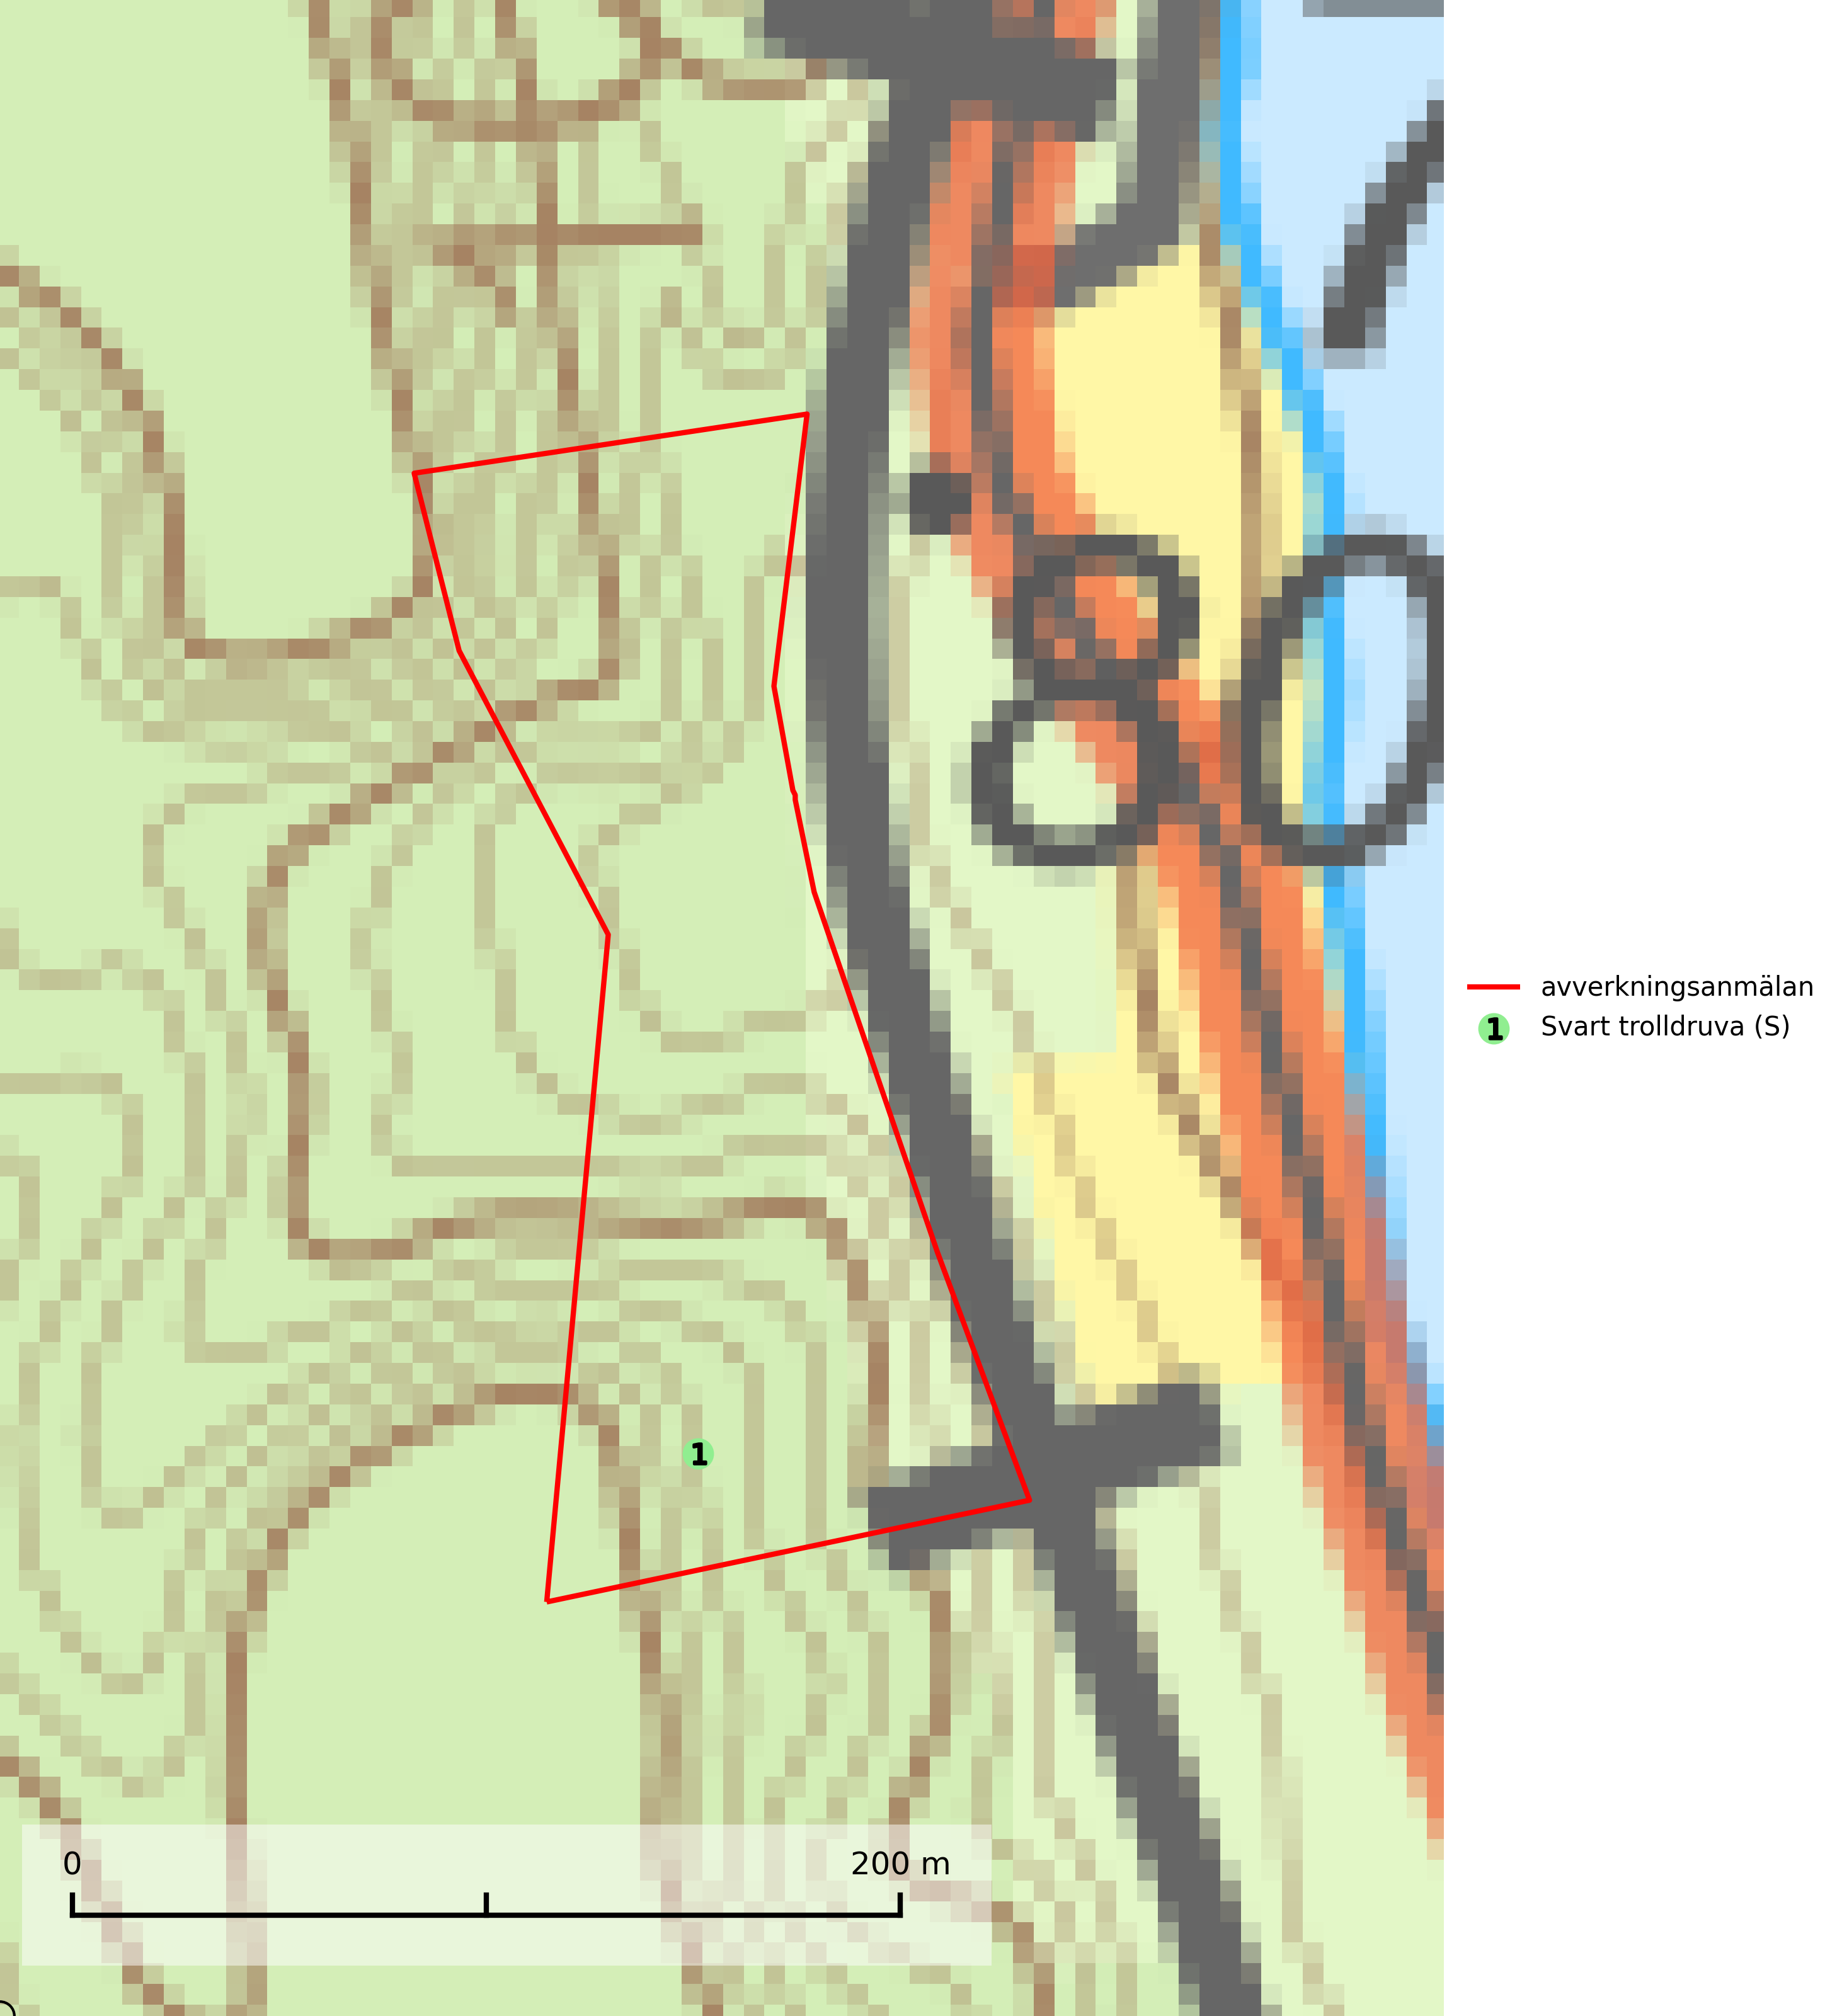 avverkningsanmälan
1 Svart trolldruva (S)
1
0 200 m